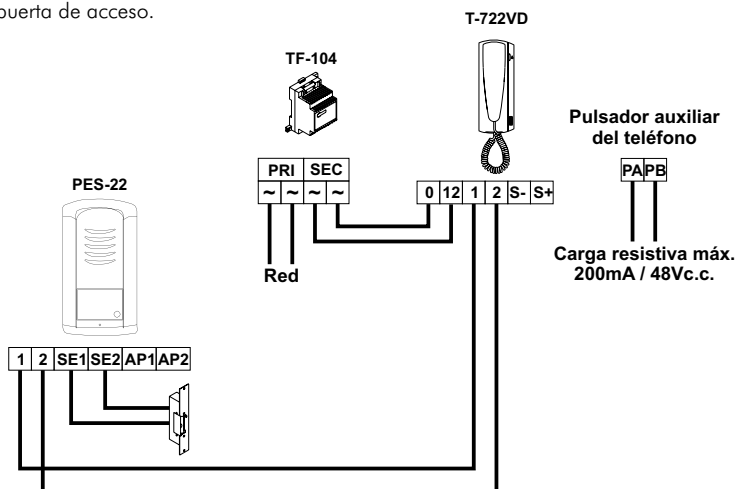 puerta de acceso.
T-722VD
TF-104
Pulsador auxiliar
del teléfono
PRI SEC
PA PB
~ ~ ~ ~
0 12 1 2 S- S+
PES-22
Carga resistiva máx.
200mA / 48Vc.c.
Red
1 2 SE1 SE2 AP1 AP2